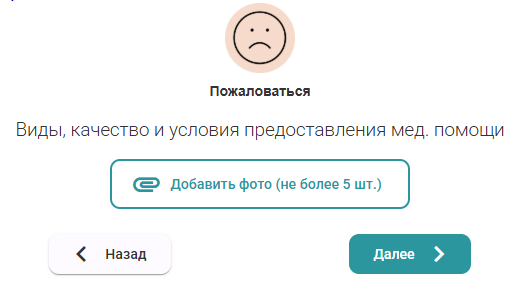 Пожаловаться
Виды, качество и условия предоставления мед. помощи
Добавить фото (не более 5 шт.)
Назад
Далее